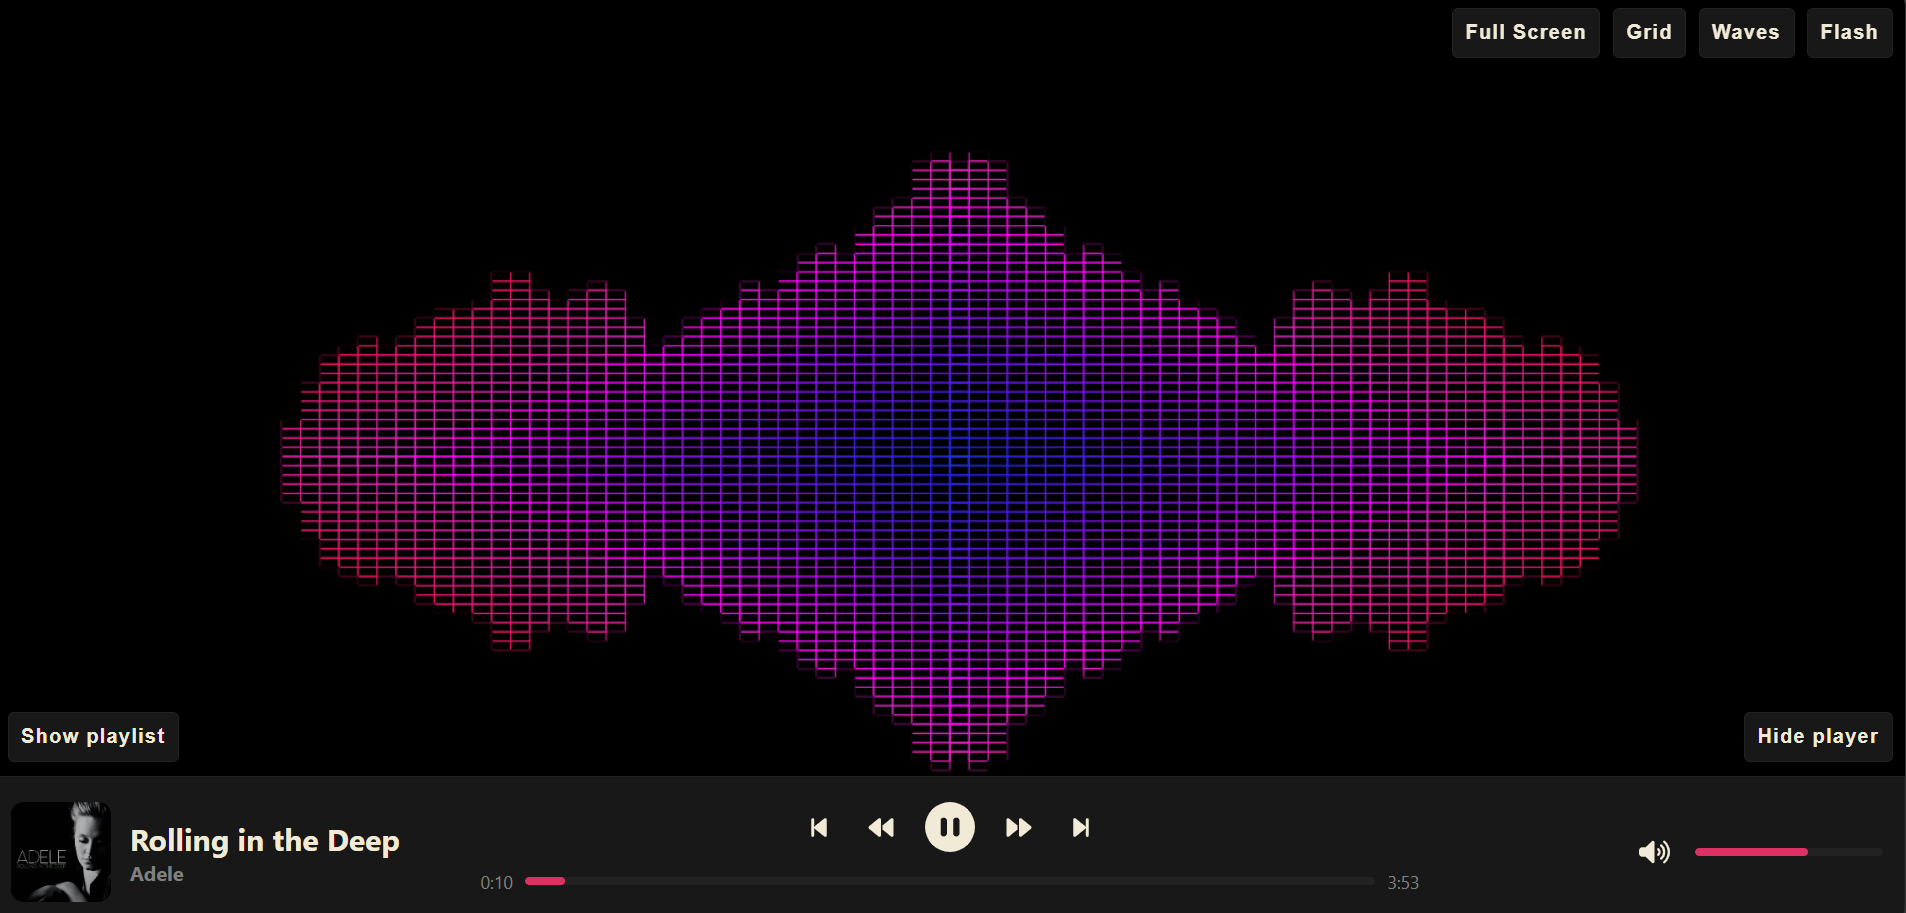 Full Screen
Grid
Waves
Flash
Show playlist
Hide player
ADELE
Rolling in the Deep
Adele
0:10
3:53